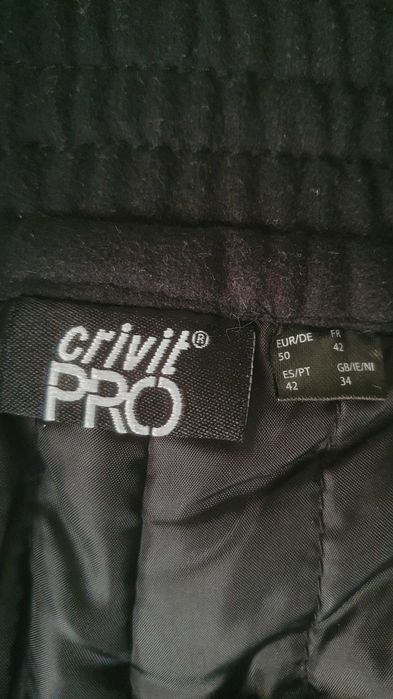 crivit®
PRO
EUR/DE
50
FR
42
ES/PT
42
GB/IE/NI
34